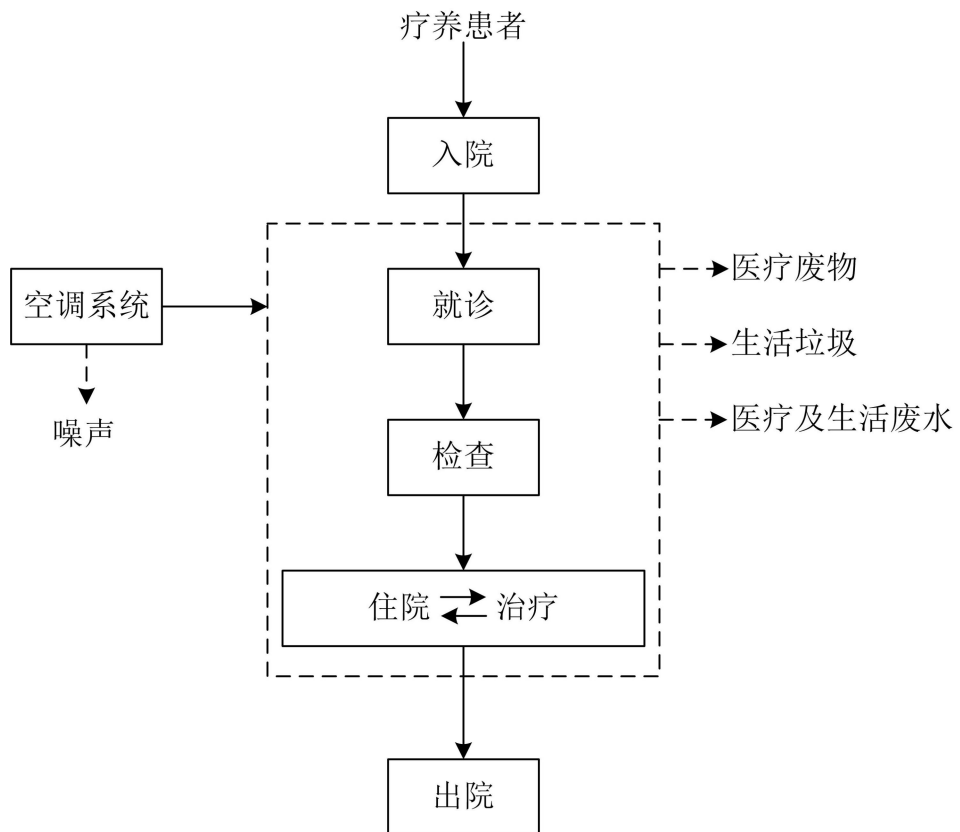 疗养患者
入院
医疗废物
空调系统
就诊
生活垃圾
噪声
医疗及生活废水
检查
住院 治疗
出院